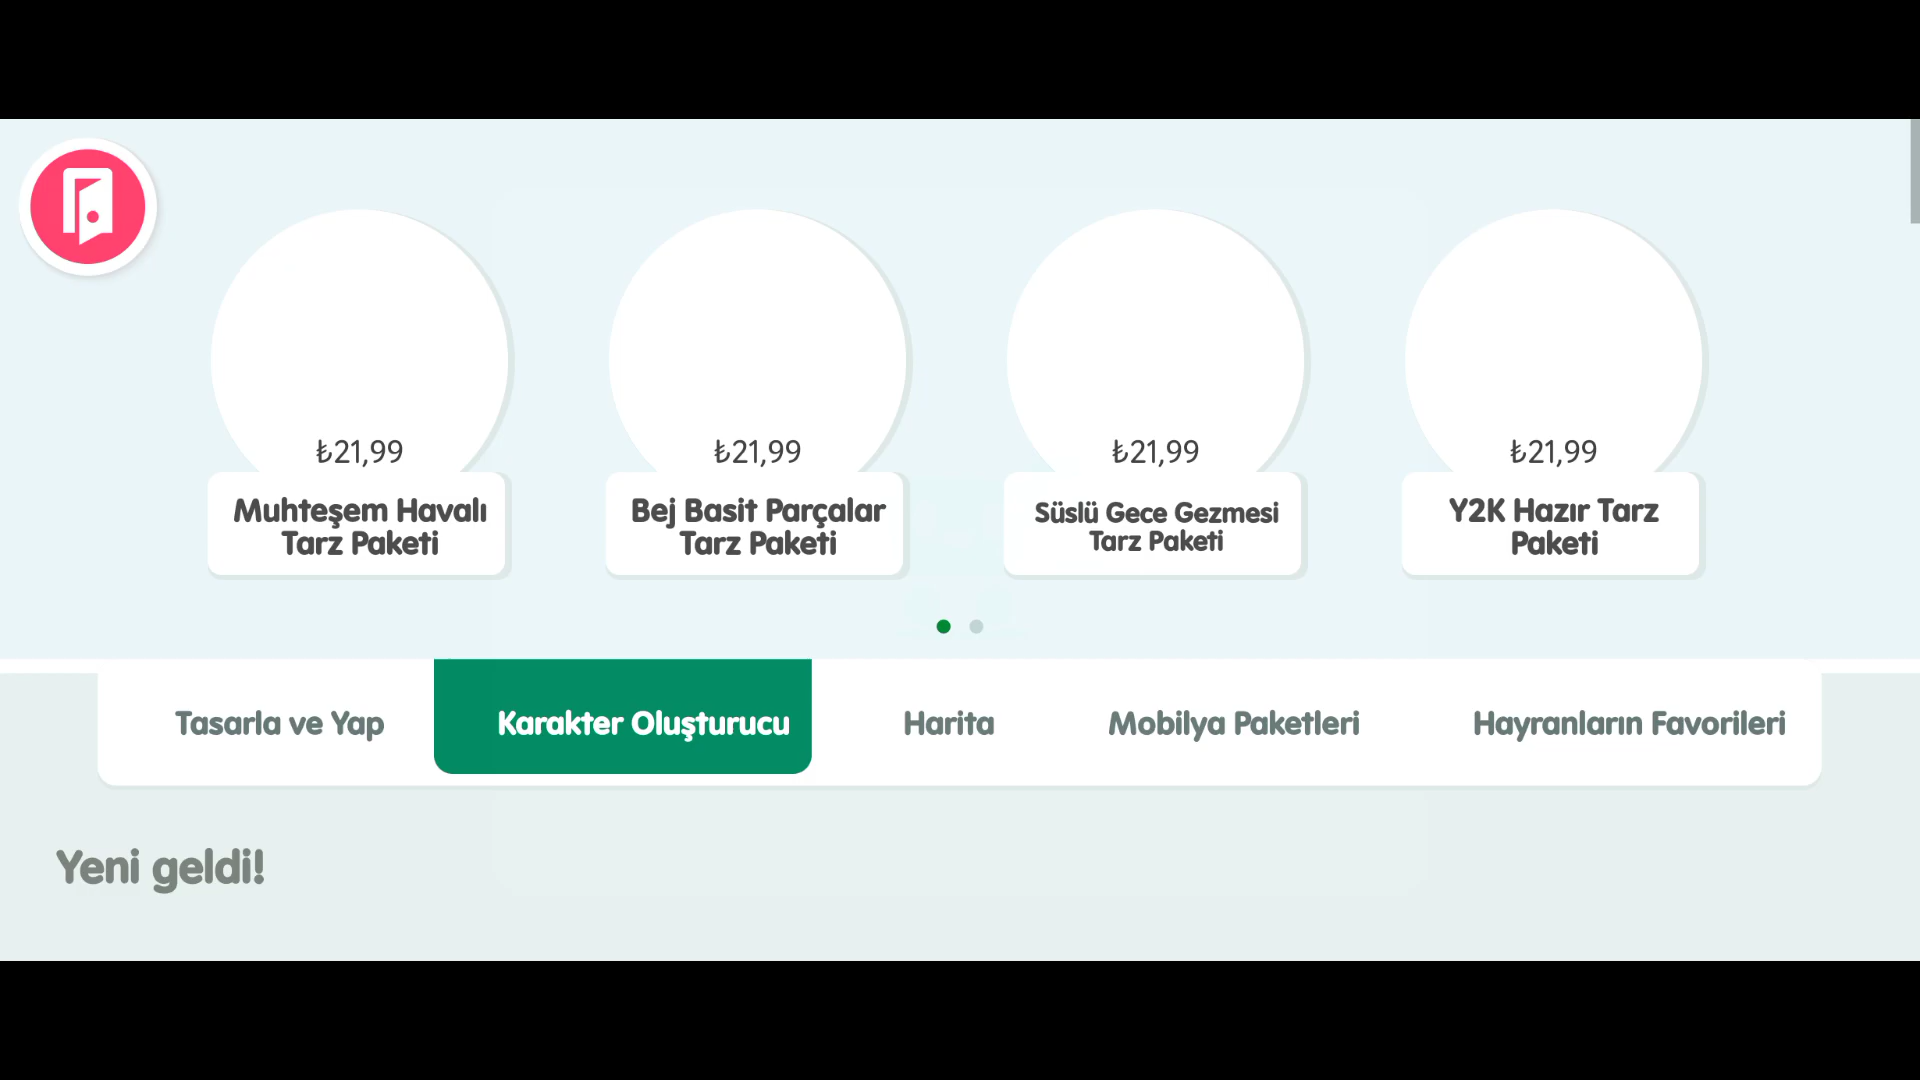 ₺21,99
Muhteşem Havalı
Tarz Paketi
₺21,99
Bej Basit Parçalar
Tarz Paketi
₺21,99
Süslü Gece Gezmesi
Tarz Paketi
₺21,99
Y2K Hazır Tarz
Paketi
Tasarla ve Yap
Karakter Oluşturucu
Harita
Mobilya Paketleri
Hayranların Favorileri
Yeni geldi!